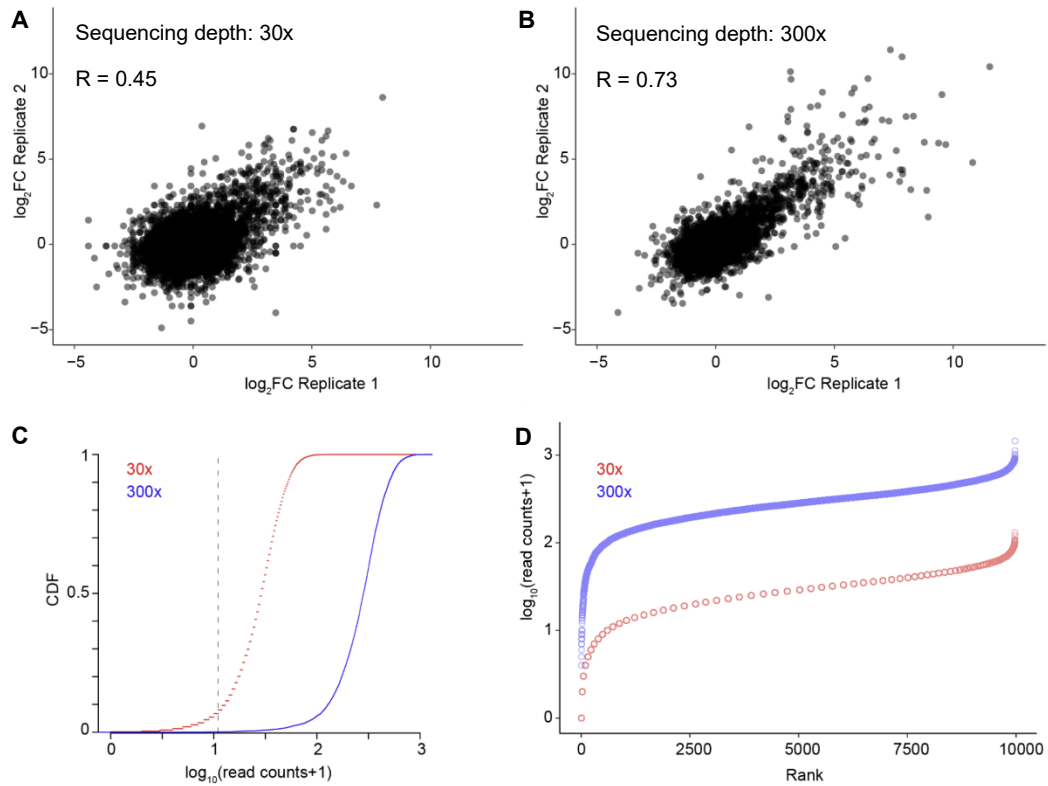 A
Sequencing depth: 30x
R = 0.45
log₂FC Replicate 2
10
5
0
−5
−5 0 5 10
log₂FC Replicate 1
B
Sequencing depth: 300x
R = 0.73
log₂FC Replicate 2
10
5
0
−5
−5 0 5 10
log₂FC Replicate 1
C
30x
300x
CDF
1
0.5
0
0 1 2 3
log₁₀(read counts+1)
D
30x
300x
log₁₀(read counts+1)
3
2
1
0
0 2500 5000 7500 10000
Rank